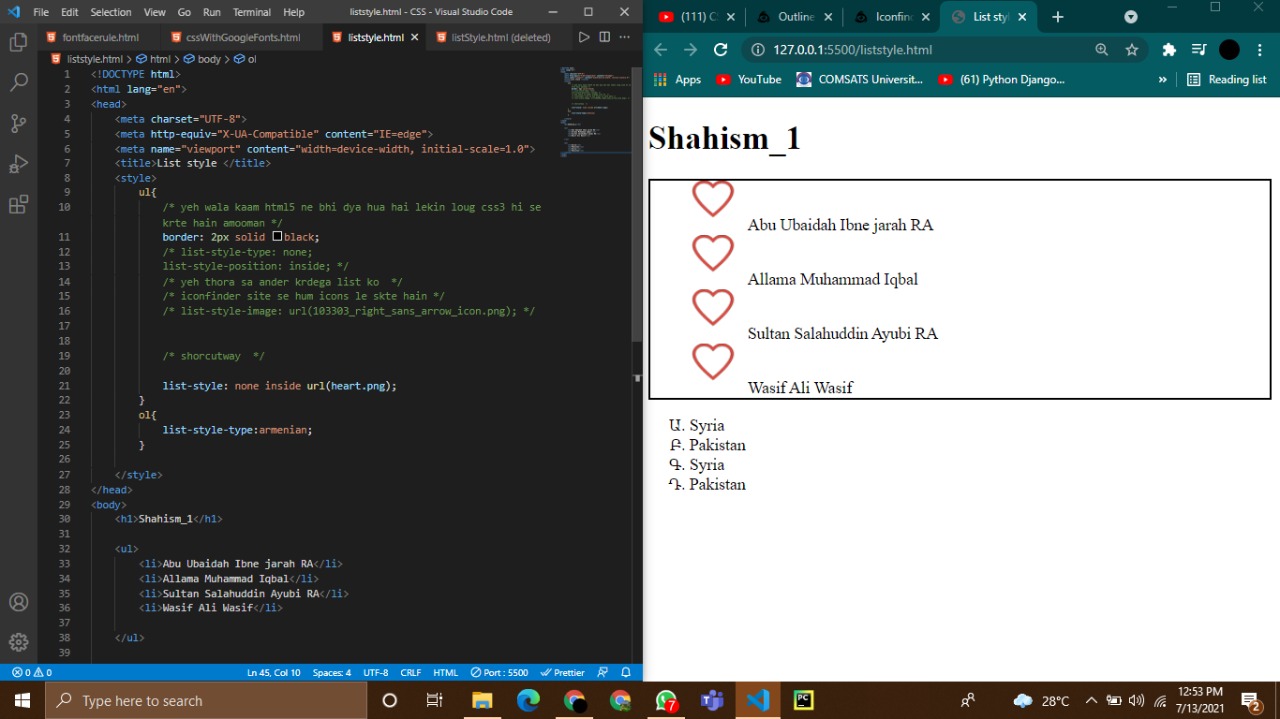 File Edit Selection View Go Run Terminal Help liststyle.html - CSS - Visual Studio Code
fontfacerule.html cssWithGoogleFonts.html liststyle.html listStyle.html (deleted)
liststyle.html > html > body > ol
1 <!DOCTYPE html>
2 <html lang="en">
3 <head>
4 <meta charset="UTF-8">
5 <meta http-equiv="X-UA-Compatible" content="IE=edge">
6 <meta name="viewport" content="width=device-width, initial-scale=1.0">
7 <title>List style </title>
8 <style>
9 ul{
10 /* yeh wala kaam html5 ne bhi dya hua hai lekin loug css3 hi se
krte hain amooman */
11 border: 2px solid black;
12 /* list-style-type: none;
13 list-style-position: inside; */
14 /* yeh thora sa ander krdega list ko */
15 /* iconfinder site se hum icons le skte hain */
16 /* list-style-image: url(103303_right_sans_arrow_icon.png); */
17
18
19 /* shorcutway */
20
21 list-style: none inside url(heart.png);
22 }
23 ol{
24 list-style-type:armenian;
25 }
26
27 </style>
28 </head>
29 <body>
30 <h1>Shahism_1</h1>
31
32 <ul>
33 <li>Abu Ubaidah Ibne jarah RA</li>
34 <li>Allama Muhammad Iqbal</li>
35 <li>Sultan Salahuddin Ayubi RA</li>
36 <li>Wasif Ali Wasif</li>
37
38 </ul>
39
0 0 Ln 45, Col 10 Spaces: 4 UTF-8 CRLF HTML Port : 5500 Prettier
(111) C Outline Iconfin List sty
127.0.0.1:5500/liststyle.html
Apps YouTube COMSATS Universit... (61) Python Django... » Reading list
Shahism_1
Abu Ubaidah Ibne jarah RA
Allama Muhammad Iqbal
Sultan Salahuddin Ayubi RA
Wasif Ali Wasif
Ա. Syria
Բ. Pakistan
Գ. Syria
Դ. Pakistan
Type here to search 7 PC 28°C 12:53 PM
7/13/2021 2